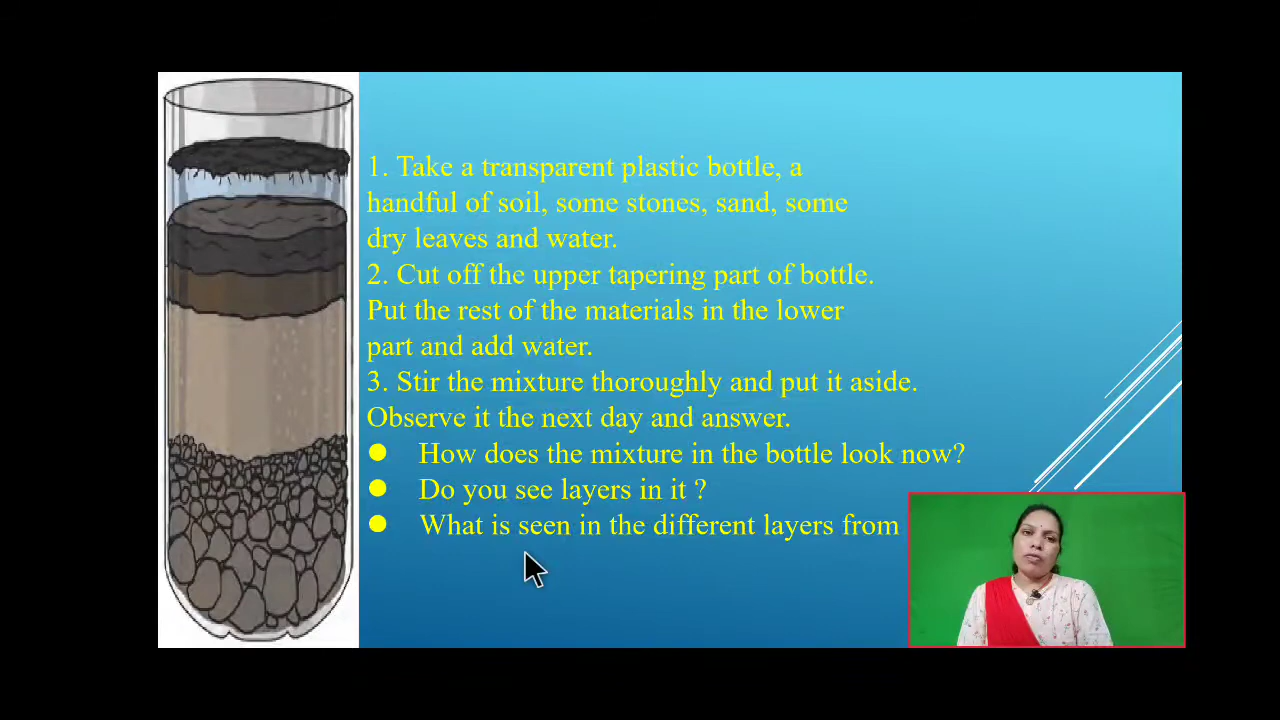 1. Take a transparent plastic bottle, a
handful of soil, some stones, sand, some
dry leaves and water.
2. Cut off the upper tapering part of bottle.
Put the rest of the materials in the lower
part and add water.
3. Stir the mixture thoroughly and put it aside.
Observe it the next day and answer.
● How does the mixture in the bottle look now?
● Do you see layers in it ?
● What is seen in the different layers from